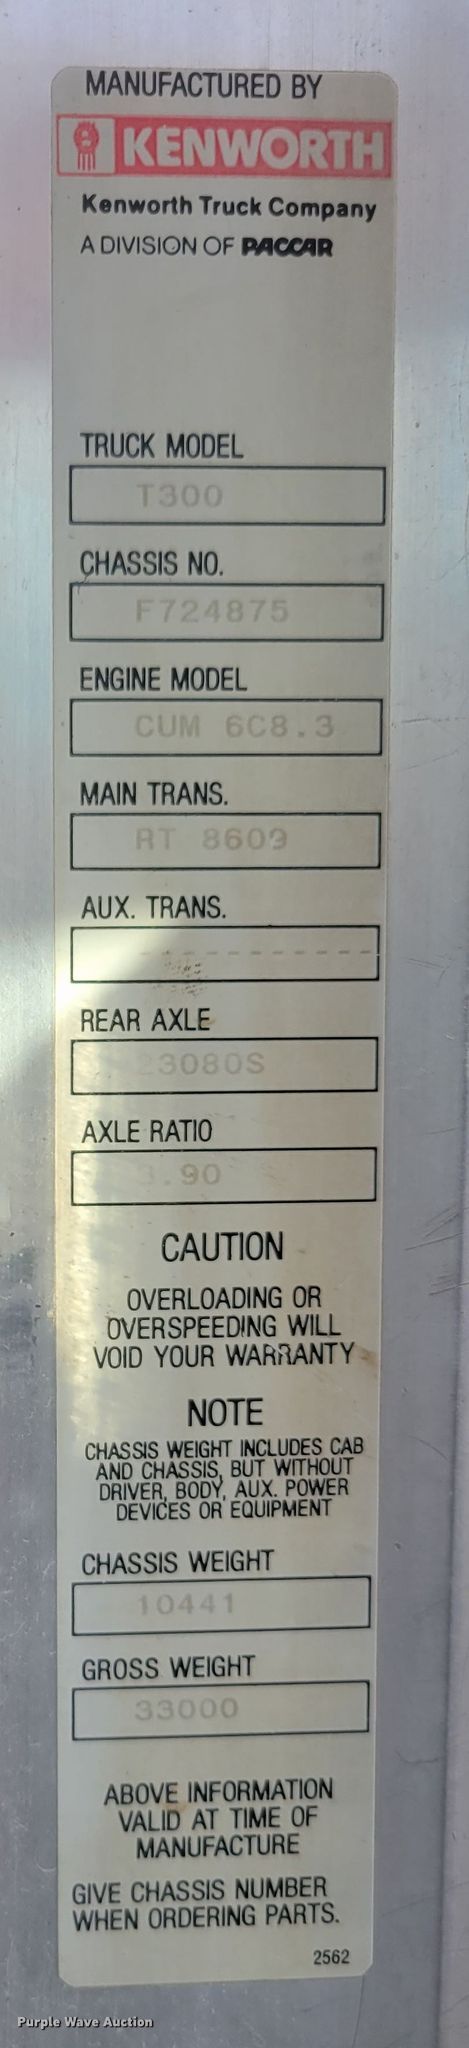 MANUFACTURED BY
KENWORTH
Kenworth Truck Company
A DIVISION OF PACCAR
TRUCK MODEL
T300
CHASSIS NO.
F724875
ENGINE MODEL
CUM 6C8.3
MAIN TRANS.
RT 8609
AUX. TRANS.
-------------
REAR AXLE
23080S
AXLE RATIO
.90
CAUTION
OVERLOADING OR
OVERSPEEDING WILL
VOID YOUR WARRANTY
NOTE
CHASSIS WEIGHT INCLUDES CAB
AND CHASSIS, BUT WITHOUT
DRIVER, BODY, AUX. POWER
DEVICES OR EQUIPMENT
CHASSIS WEIGHT
10441
GROSS WEIGHT
33000
ABOVE INFORMATION
VALID AT TIME OF
MANUFACTURE
GIVE CHASSIS NUMBER
WHEN ORDERING PARTS.
2562
Purple Wave Auction